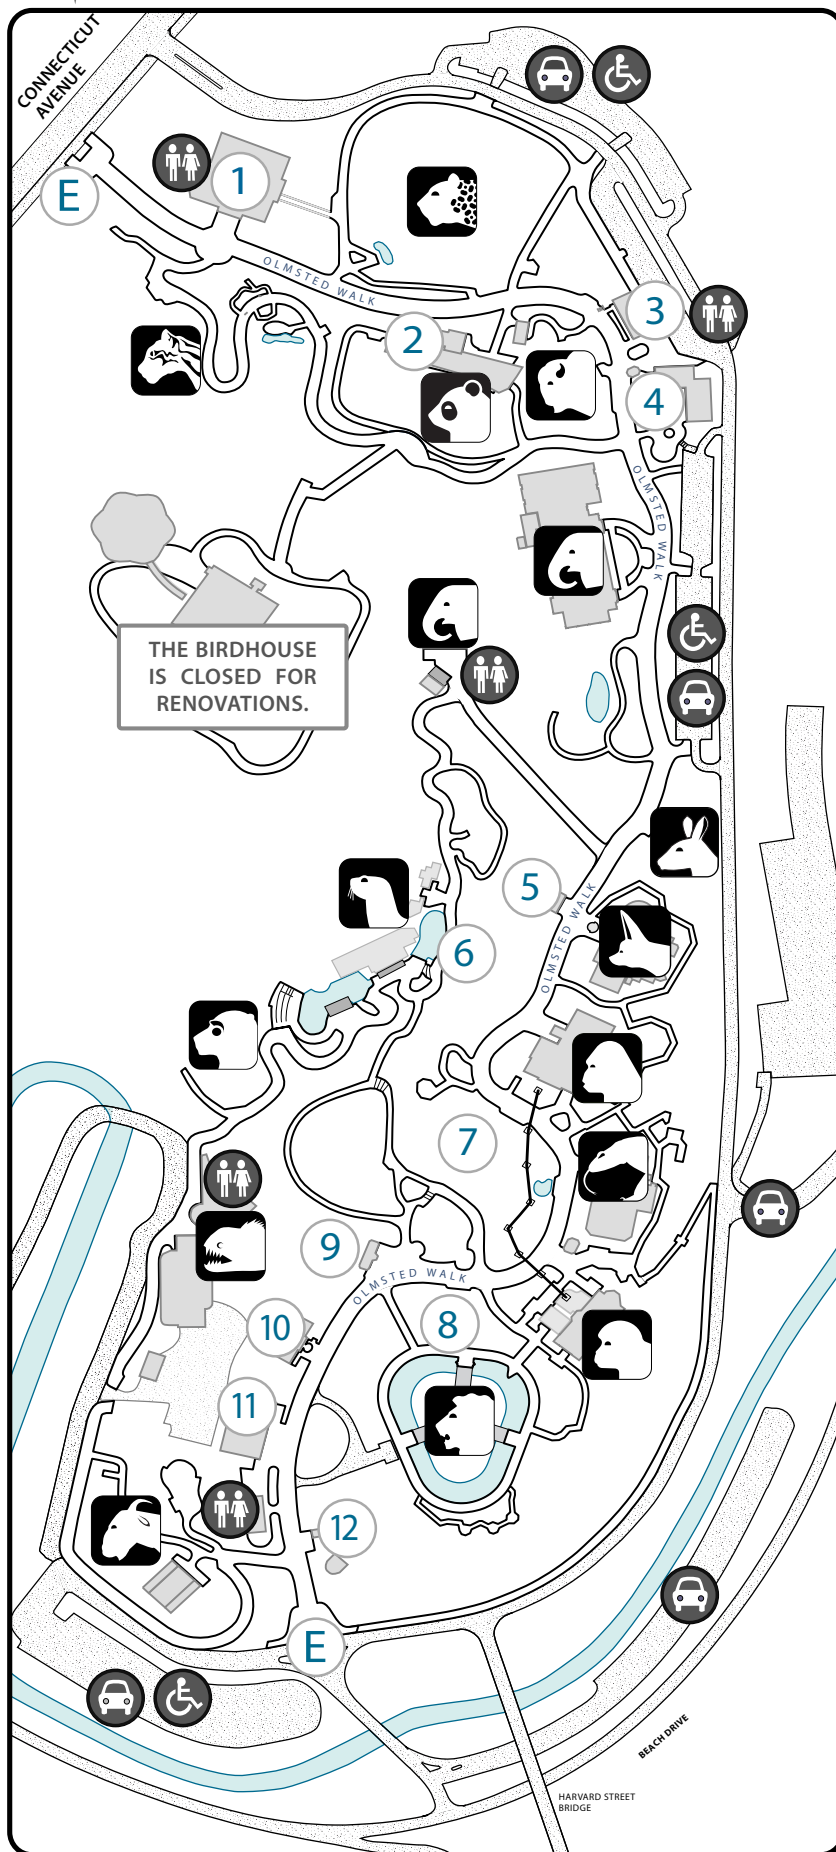 CONNECTICUT
AVENUE
E
1
OLMSTED WALK
2
3
4
OLMSTED WALK
THE BIRDHOUSE
IS CLOSED FOR
RENOVATIONS.
5
OLMSTED WALK
6
7
9
OLMSTED WALK
10
8
11
12
E
BEACH DRIVE
HARVARD STREET
BRIDGE